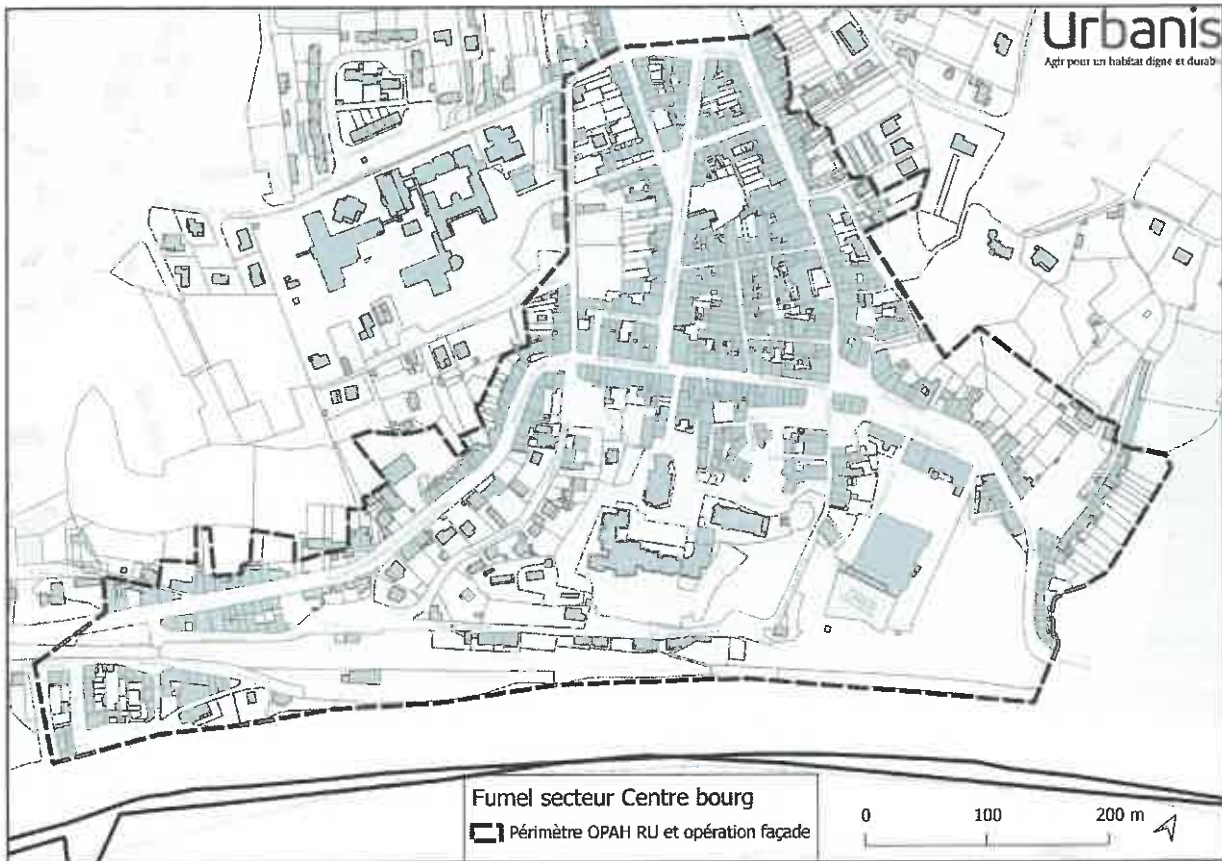 Urbanis
Agir pour un habitat digne et durab
Fumel secteur Centre bourg
Périmètre OPAH RU et opération façade
0 100 200 m